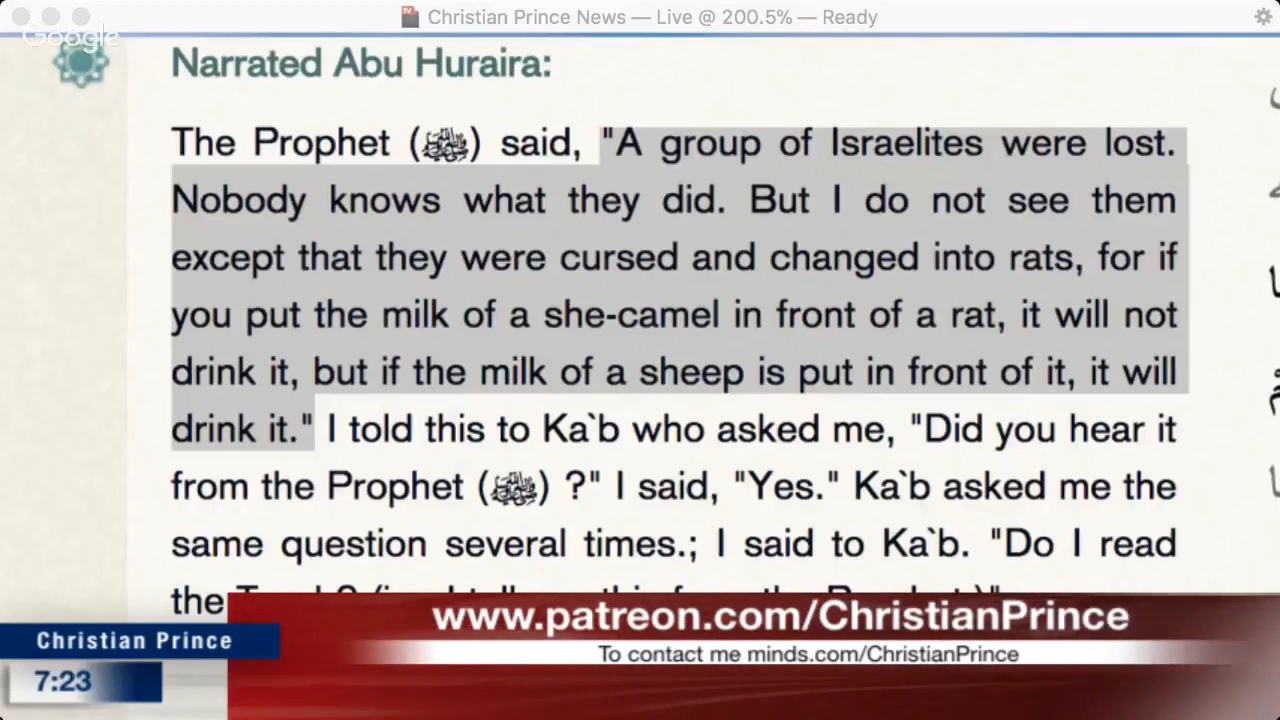 Christian Prince News — Live @ 200.5% — Ready
Google
Narrated Abu Huraira:
The Prophet (ﷺ) said, "A group of Israelites were lost.
Nobody knows what they did. But I do not see them
except that they were cursed and changed into rats, for if
you put the milk of a she-camel in front of a rat, it will not
drink it, but if the milk of a sheep is put in front of it, it will
drink it." I told this to Ka`b who asked me, "Did you hear it
from the Prophet (ﷺ) ?" I said, "Yes." Ka`b asked me the
same question several times.; I said to Ka`b. "Do I read
the
www.patreon.com/ChristianPrince
Christian Prince
To contact me minds.com/ChristianPrince
7:23